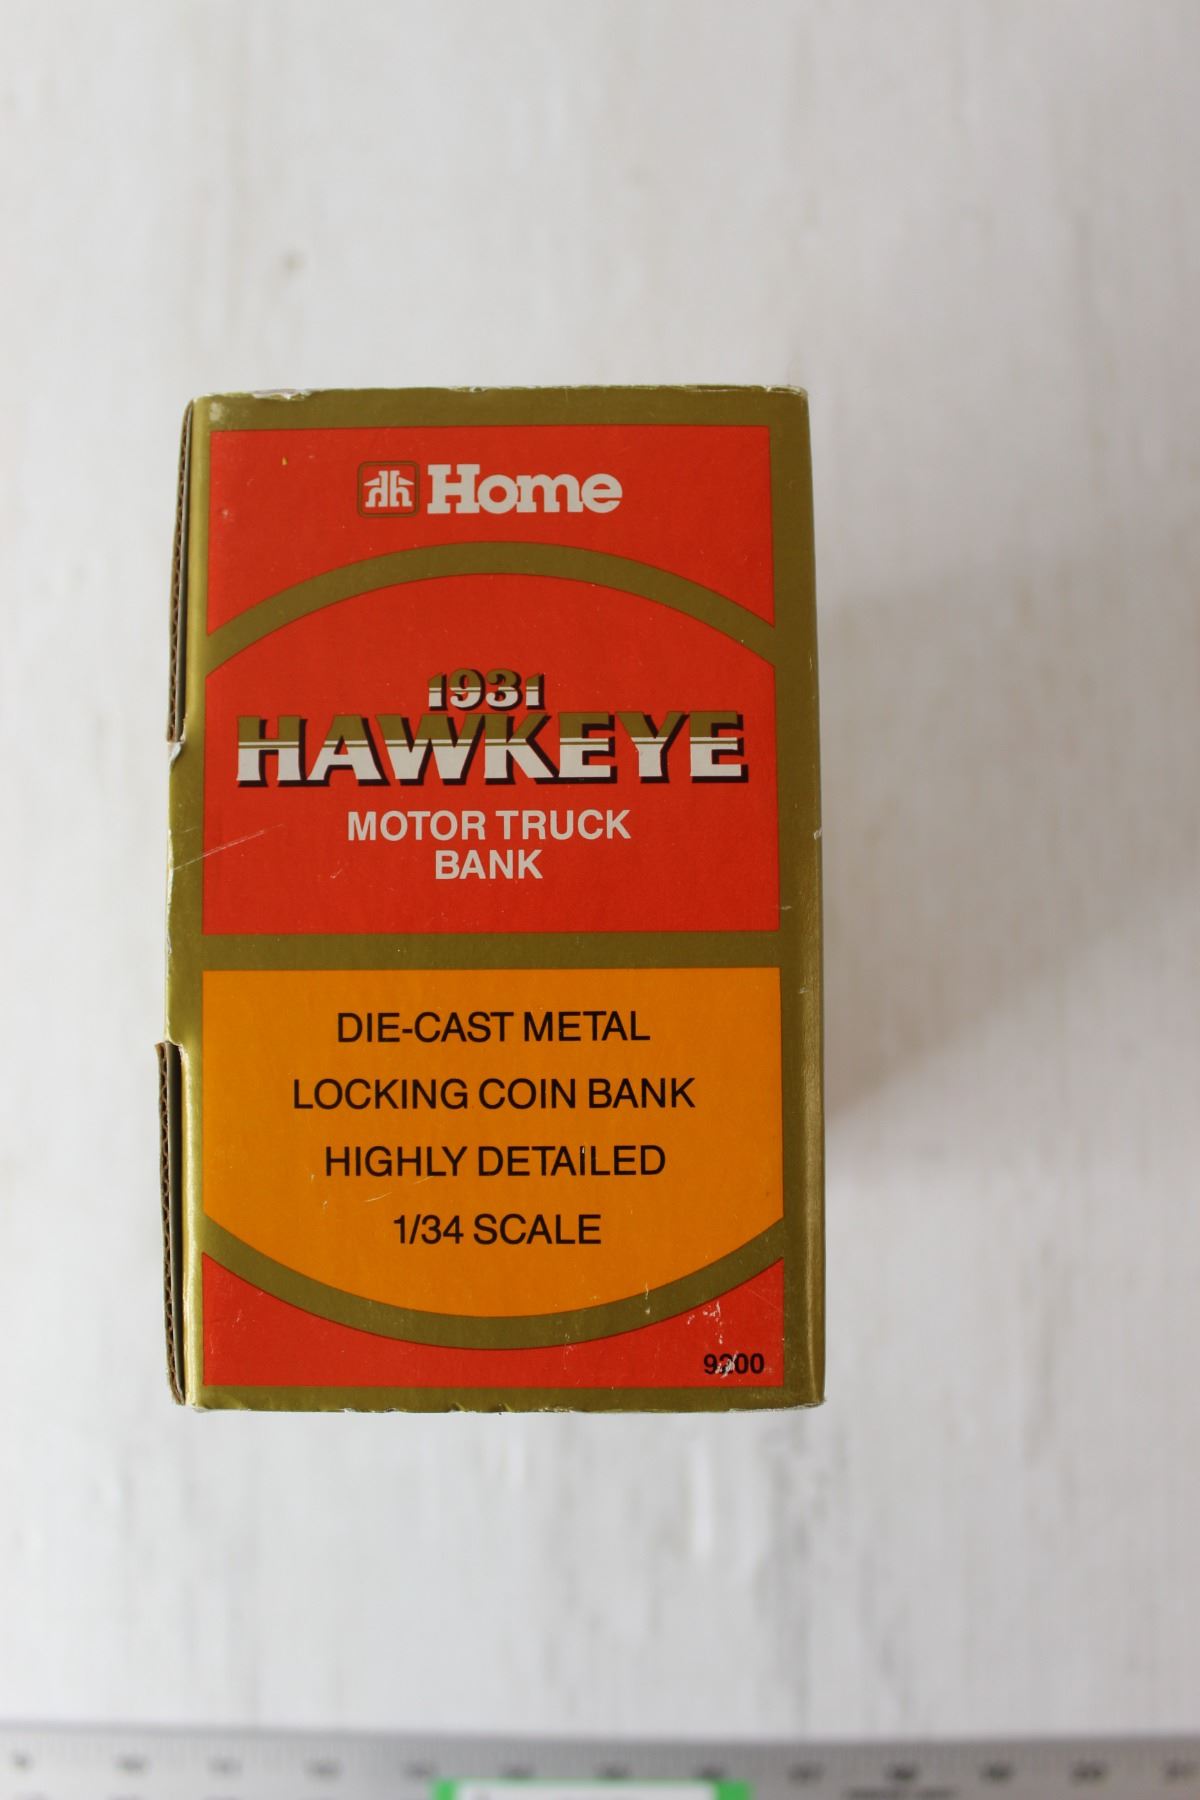 Home
1931
HAWKEYE
MOTOR TRUCK
BANK
DIE-CAST METAL
LOCKING COIN BANK
HIGHLY DETAILED
1/34 SCALE